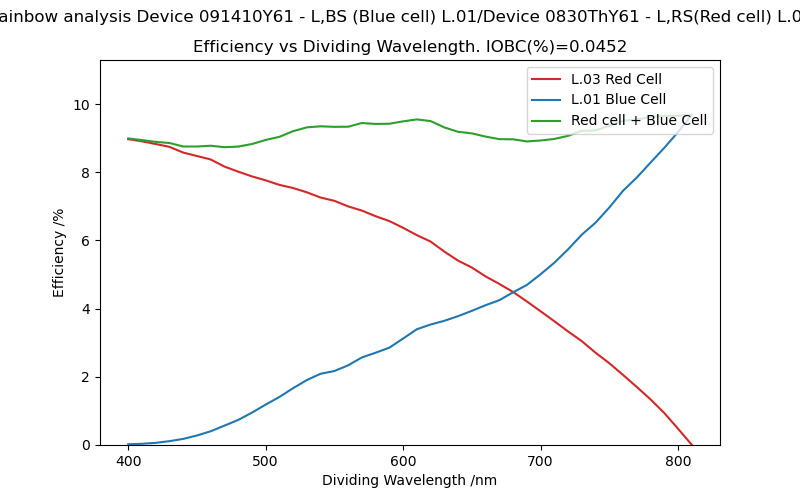 ainbow analysis Device 091410Y61 - L,BS (Blue cell) L.01/Device 0830ThY61 - L,RS(Red cell) L.0
Efficiency vs Dividing Wavelength. IOBC(%)=0.0452
L.03 Red Cell
L.01 Blue Cell
Red cell + Blue Cell
10
8
6
4
2
0
Efficiency /%
400 500 600 700 800
Dividing Wavelength /nm